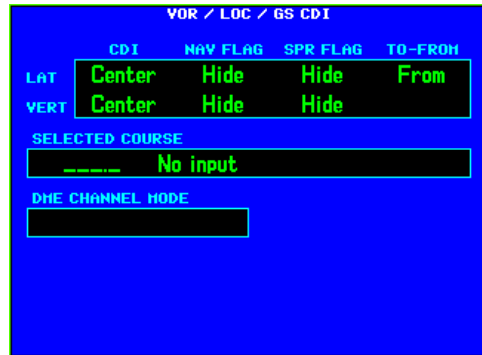 VOR / LOC / GS CDI
CDI NAV FLAG SPR FLAG TO-FROM
LAT Center Hide Hide From
VERT Center Hide Hide
SELECTED COURSE
___._ No input
DME CHANNEL MODE